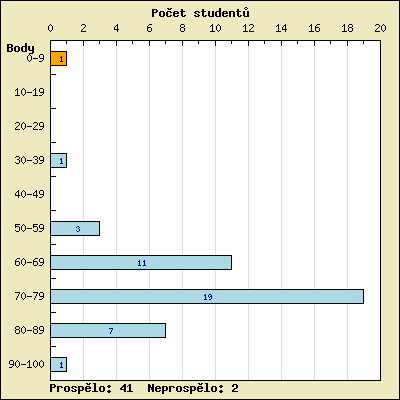 Počet studentů
0 2 4 6 8 10 12 14 16 18 20
Body
0-9 1
10-19
20-29
30-39 1
40-49
50-59 3
60-69 11
70-79 19
80-89 7
90-100 1
Prospělo: 41 Neprospělo: 2